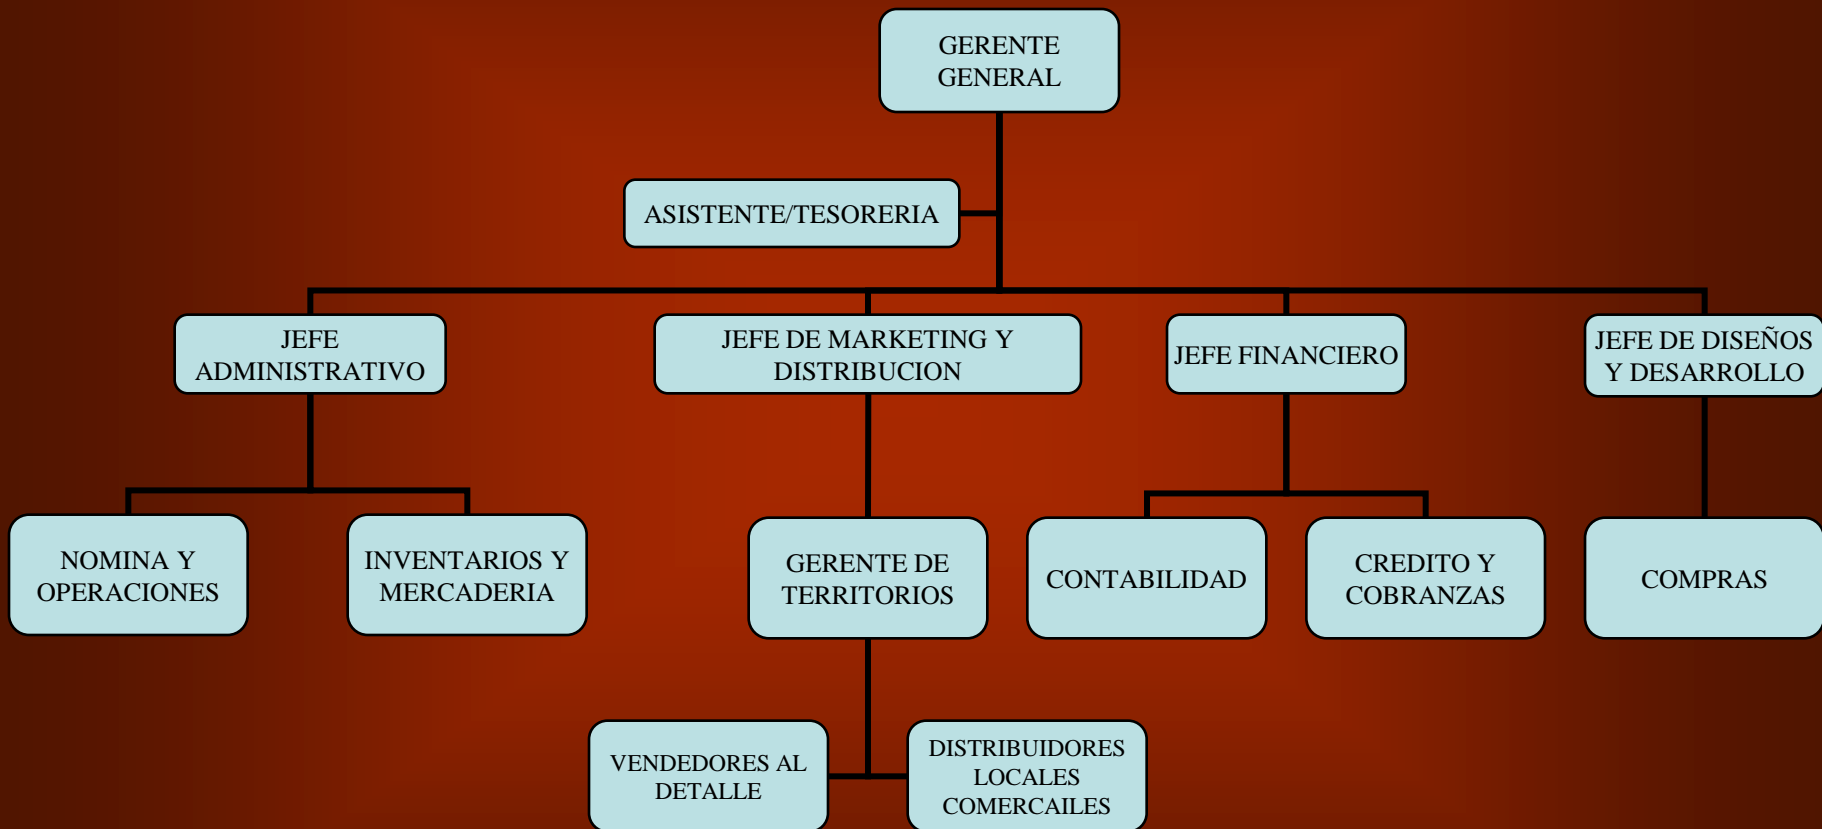 GERENTE
GENERAL
ASISTENTE/TESORERIA
JEFE
ADMINISTRATIVO
JEFE DE MARKETING Y
DISTRIBUCION
JEFE FINANCIERO
JEFE DE DISEÑOS
Y DESARROLLO
NOMINA Y
OPERACIONES
INVENTARIOS Y
MERCADERIA
GERENTE DE
TERRITORIOS
CONTABILIDAD
CREDITO Y
COBRANZAS
COMPRAS
VENDEDORES AL
DETALLE
DISTRIBUIDORES
LOCALES
COMERCAILES